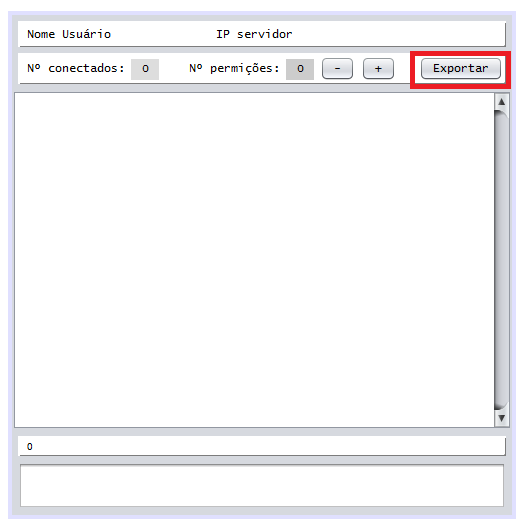 Nome Usuário IP servidor
Nº conectados: 0 Nº permições: 0 - + Exportar
0